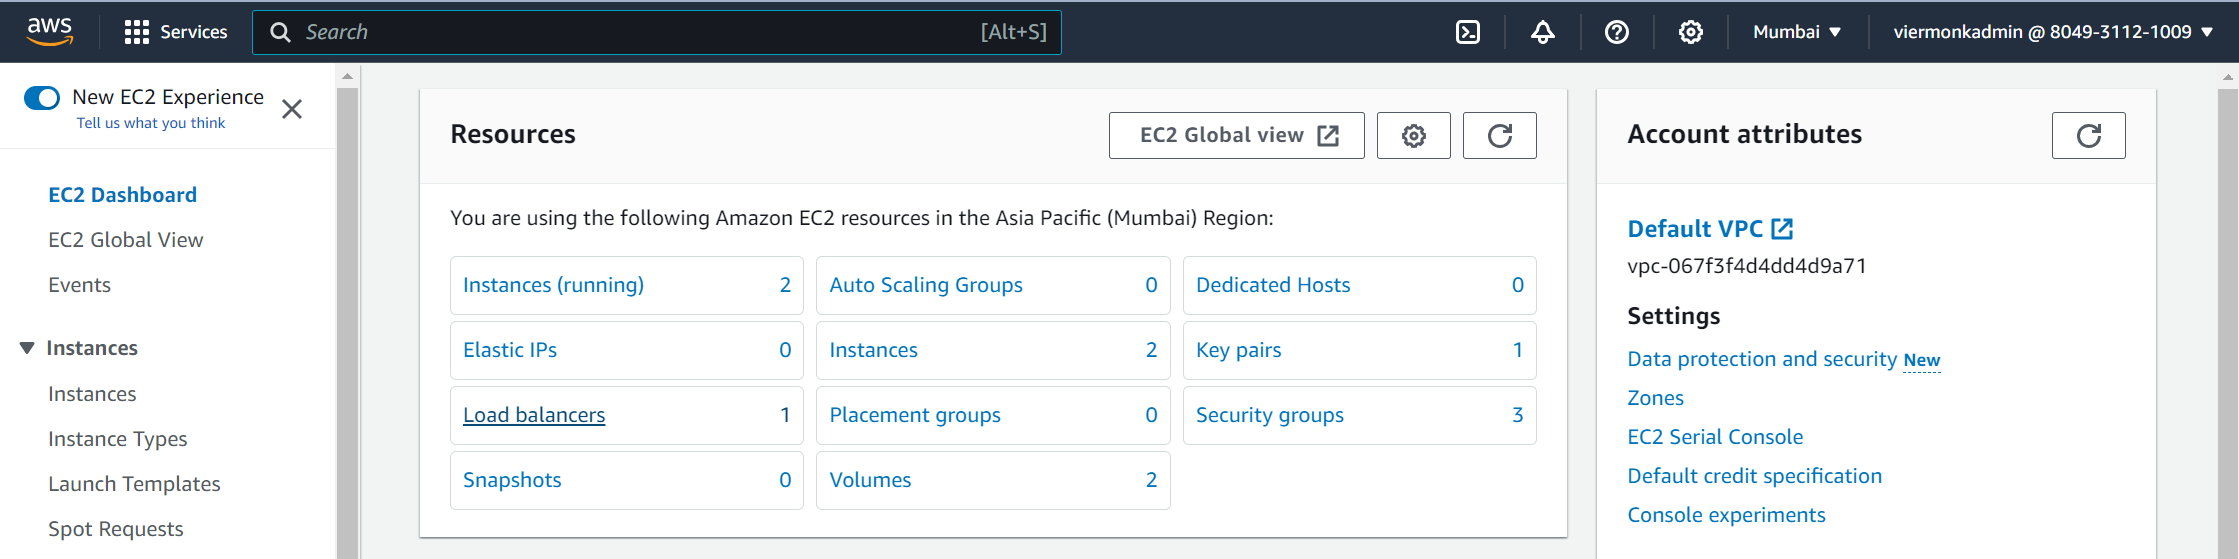 aws
Services
Search
[Alt+S]
Mumbai
viermonkadmin @ 8049-3112-1009
New EC2 Experience
Tell us what you think
EC2 Dashboard
EC2 Global View
Events
Instances
Instances
Instance Types
Launch Templates
Spot Requests
Resources
EC2 Global view
You are using the following Amazon EC2 resources in the Asia Pacific (Mumbai) Region:
Instances (running) 2
Auto Scaling Groups 0
Dedicated Hosts 0
Elastic IPs 0
Instances 2
Key pairs 1
Load balancers 1
Placement groups 0
Security groups 3
Snapshots 0
Volumes 2
Account attributes
Default VPC
vpc-067f3f4d4dd4d9a71
Settings
Data protection and security New
Zones
EC2 Serial Console
Default credit specification
Console experiments